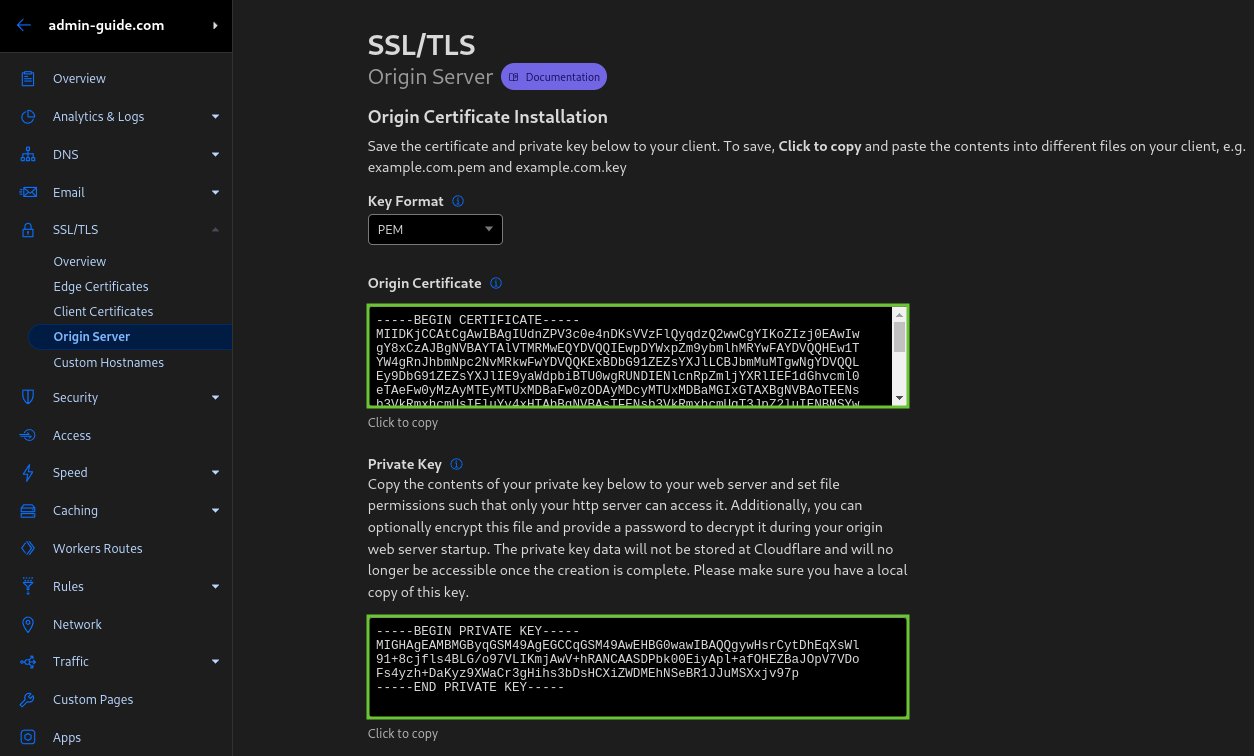 admin-guide.com
Overview
Analytics & Logs
DNS
Email
SSL/TLS
Overview
Edge Certificates
Client Certificates
Origin Server
Custom Hostnames
Security
Access
Speed
Caching
Workers Routes
Rules
Network
Traffic
Custom Pages
Apps
SSL/TLS
Origin Server
Documentation
Origin Certificate Installation
Save the certificate and private key below to your client. To save, Click to copy and paste the contents into different files on your client, e.g.
example.com.pem and example.com.key
Key Format
PEM
Origin Certificate
-----BEGIN CERTIFICATE-----
MIIDKjCCAtCgAwIBAgIUdnZPV3c0e4nDKsVVzFlQyqdzQ2wwCgYIKoZIzj0EAwIw
gY8xCzAJBgNVBAYTAlVTMRMwEQYDVQQIEwpDYWxpZm9ybmlhMRYwFAYDVQQHEw1T
YW4gRnJhbmNpc2NvMRkwFwYDVQQKExBDbG91ZEZsYXJlLCBJbmMuMTgwNgYDVQQL
Ey9DbG91ZEZsYXJlIE9yaWdpbiBTU0wgRUNDIENlcnRpZmljYXRlIEF1dGhvcml0
eTAeFw0yMzAyMTEyMTUxMDBaFw0zODAyMDcyMTUxMDBaMGIxGTAXBgNVBAoTEENs
b3VkRmxhcmUsIEluYy4xHTAbBgNVBAsTFENsb3VkRmxhcmUgT3JpZ2luIENBMSYw
Click to copy
Private Key
Copy the contents of your private key below to your web server and set file
permissions such that only your http server can access it. Additionally, you can
optionally encrypt this file and provide a password to decrypt it during your origin
web server startup. The private key data will not be stored at Cloudflare and will no
longer be accessible once the creation is complete. Please make sure you have a local
copy of this key.
-----BEGIN PRIVATE KEY-----
MIGHAgEAMBMGByqGSM49AgEGCCqGSM49AwEHBG0wawIBAQQgywHsrCytDhEqXsWl
91+8cjfls4BLG/o97VLIKmjAwV+hRANCAASDPbk00EiyApl+afOHEZBaJOpV7VDo
Fs4yzh+DaKyz9XWaCr3gHihs3bDsHCXiZWDMEhNSeBR1JJuMSXxjv97p
-----END PRIVATE KEY-----
Click to copy